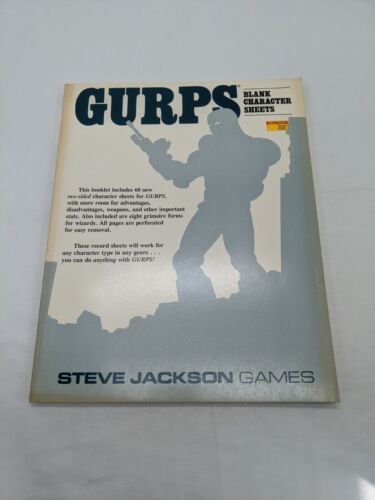 GURPS®
BLANK
CHARACTER
SHEETS
This booklet includes 60 new
two-sided character sheets for GURPS,
with more room for advantages,
disadvantages, weapons, and other important
stats. Also included are eight grimoire forms
for wizards. All pages are perforated
for easy removal.
These record sheets will work for
any character type in any genre . . .
you can do anything with GURPS!
STEVE JACKSON GAMES